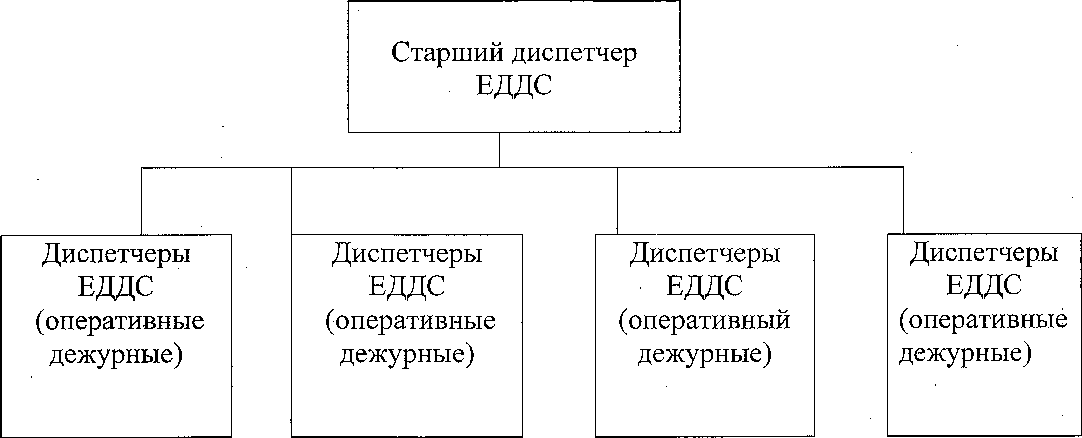 Старший диспетчер
ЕДДС
Диспетчеры
ЕДДС
(оперативные
дежурные)
Диспетчеры
ЕДДС
(оперативные
дежурные)
Диспетчеры
ЕДДС
(оперативный
дежурные)
Диспетчеры
ЕДДС
(оперативные
дежурные)